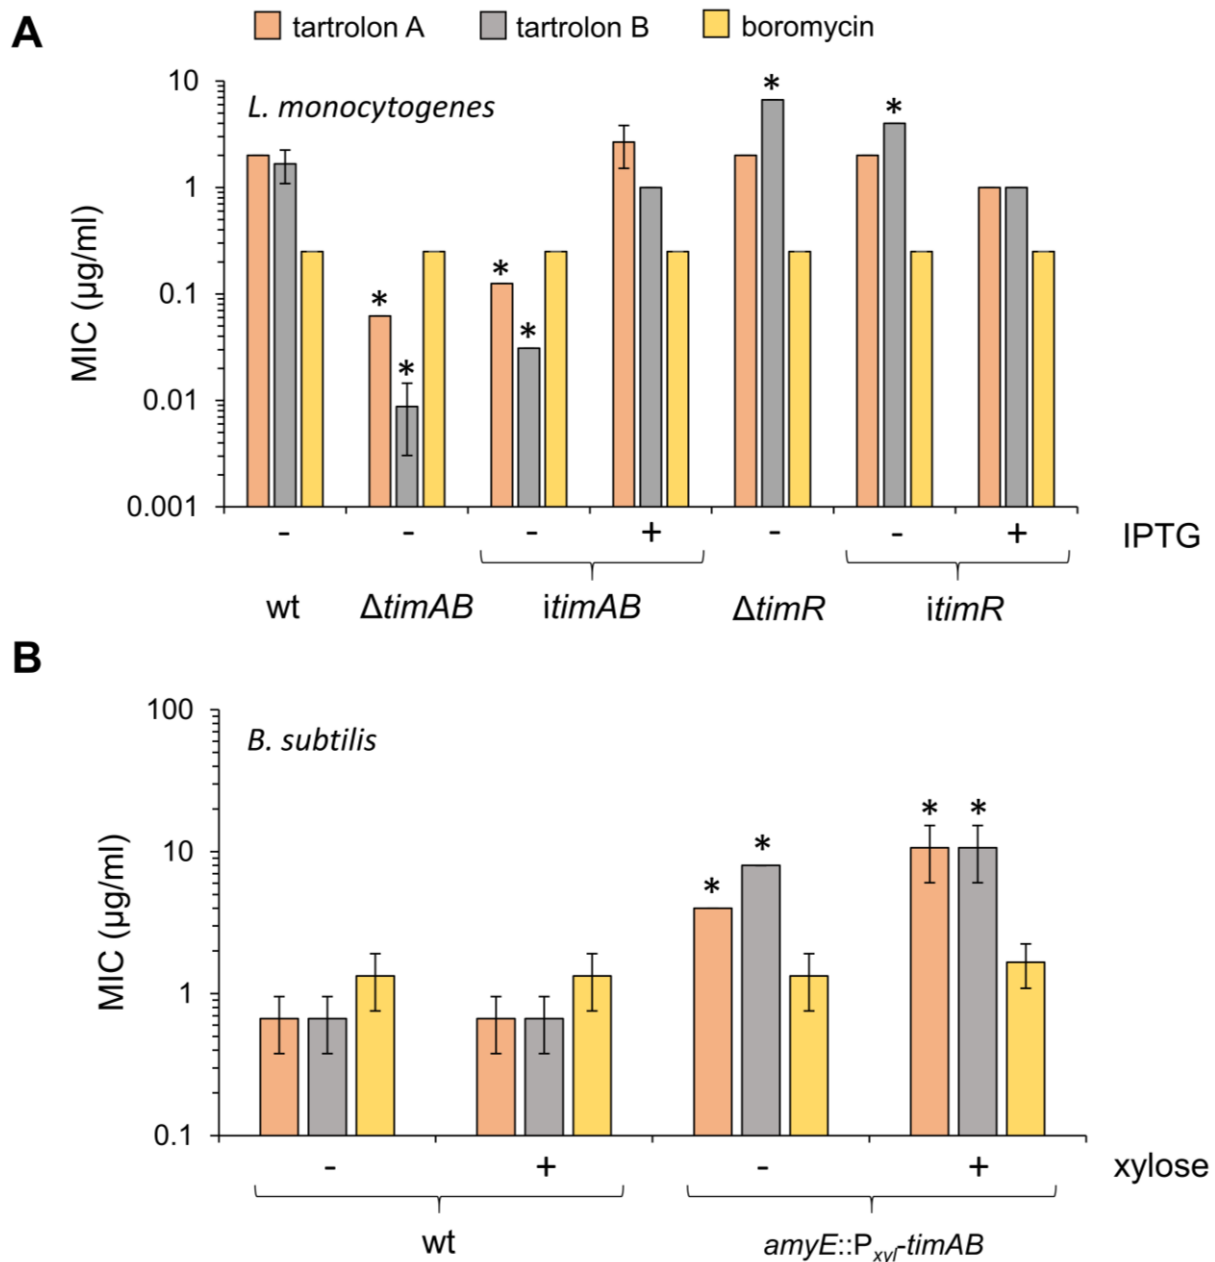 A
tartrolon A tartrolon B boromycin
L. monocytogenes
MIC (µg/ml)
10
1
0.1
0.01
0.001
- - - + - - + IPTG
wt ΔtimAB itimAB ΔtimR itimR
* * * * * *
B
B. subtilis
MIC (µg/ml)
100
10
1
0.1
* * * *
- + - + xylose
wt amyE::Pxyl-timAB